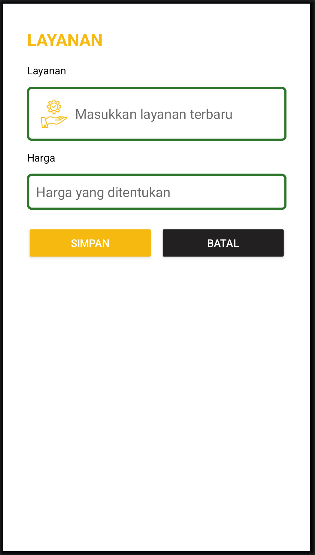 LAYANAN
Layanan
Masukkan layanan terbaru
Harga
Harga yang ditentukan
SIMPAN
BATAL